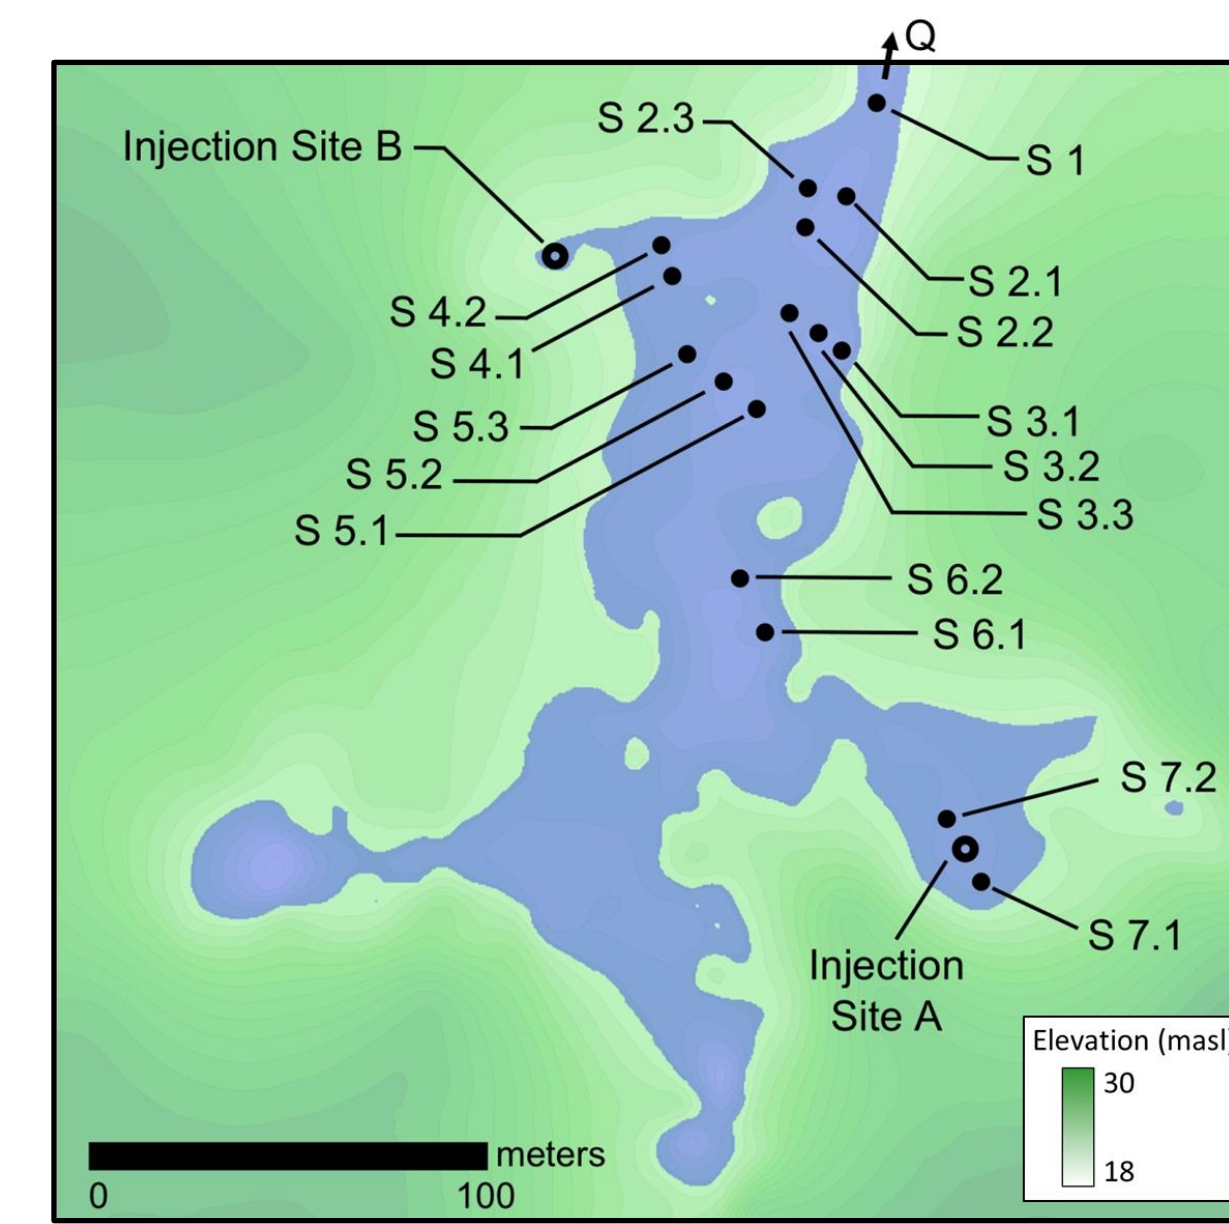 Q
S 2.3
Injection Site B
S 1
S 2.1
S 4.2
S 2.2
S 4.1
S 5.3
S 3.1
S 5.2
S 3.2
S 3.3
S 5.1
S 6.2
S 6.1
S 7.2
S 7.1
Injection
Site A
Elevation (masl)
30
18
meters
0 100